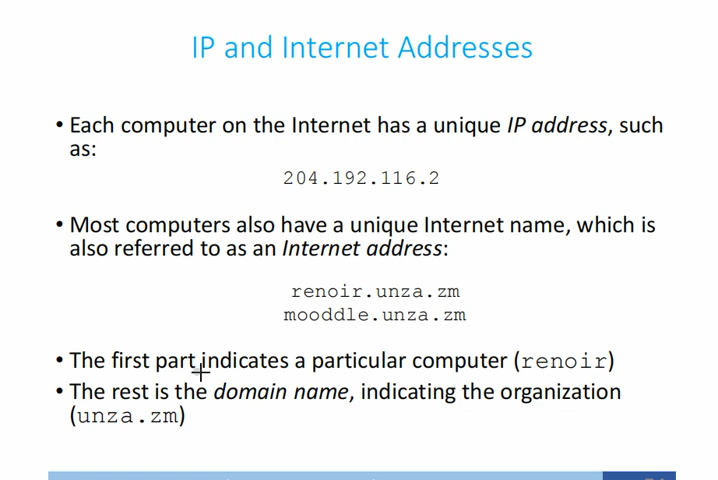 IP and Internet Addresses
• Each computer on the Internet has a unique IP address, such
as:
204.192.116.2
• Most computers also have a unique Internet name, which is
also referred to as an Internet address:
renoir.unza.zm
mooddle.unza.zm
• The first part indicates a particular computer (renoir)
• The rest is the domain name, indicating the organization
(unza.zm)